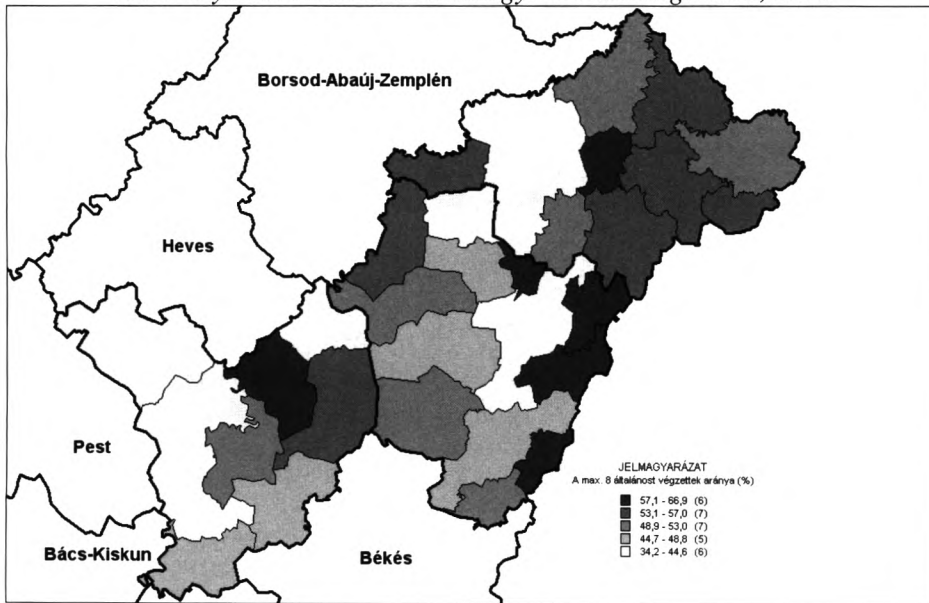 Borsod-Abaúj-Zemplén
Heves
Pest
Bács-Kiskun
Békés
JELMAGYARÁZAT
A max. 8 általánost végzettek aránya (%)
57,1 - 66,9 (6)
53,1 - 57,0 (7)
48,9 - 53,0 (7)
44,7 - 48,8 (5)
34,2 - 44,6 (6)